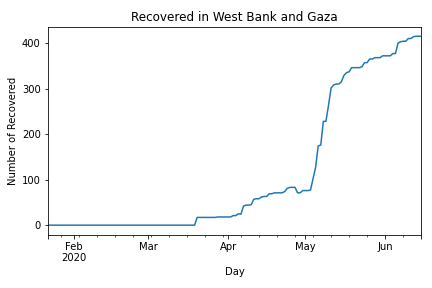 Recovered in West Bank and Gaza
Number of Recovered
400
300
200
100
0
Feb
2020
Mar
Apr
May
Jun
Day